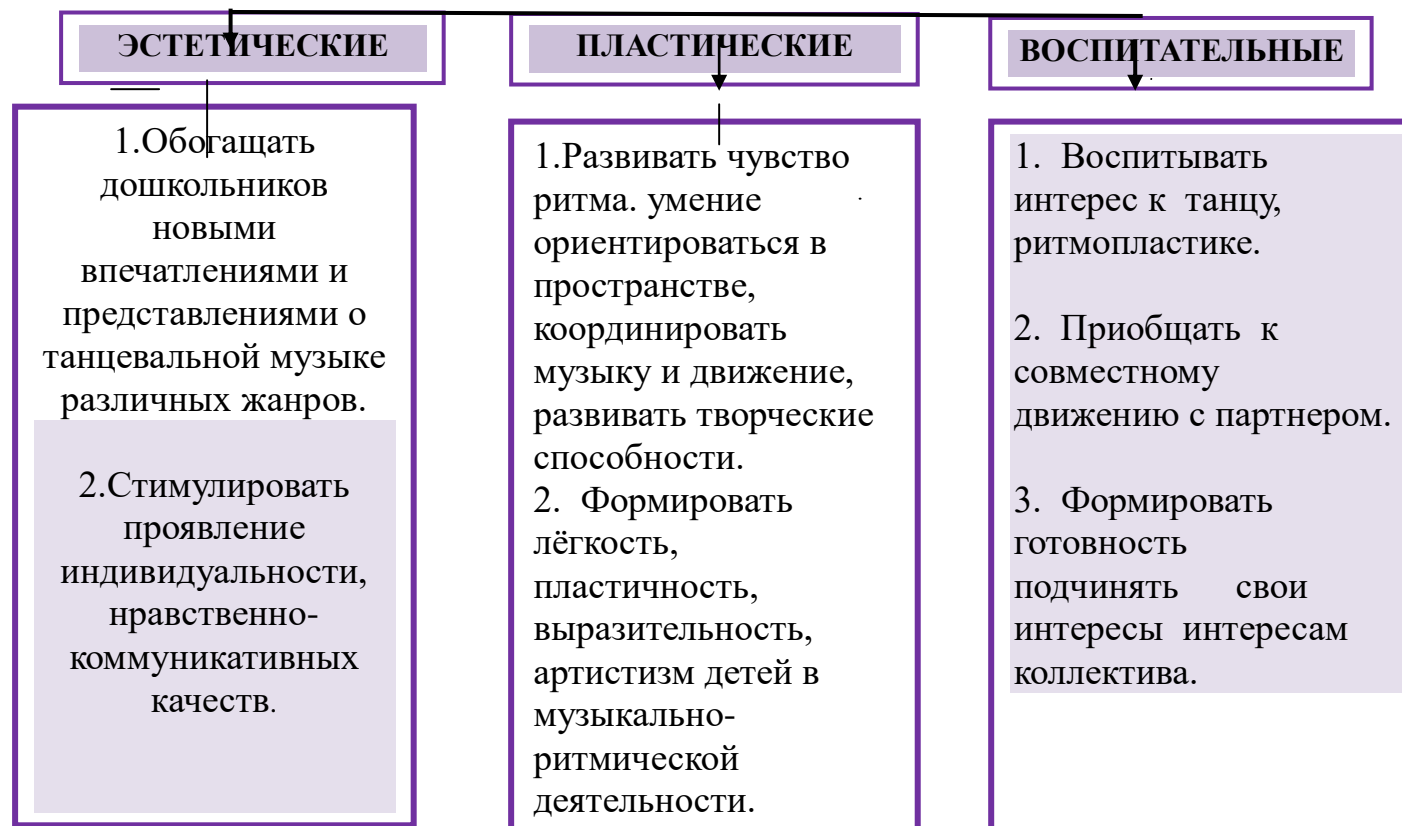 ЭСТЕТИЧЕСКИЕ
1.Обогащать
дошкольников
новыми
впечатлениями и
представлениями о
танцевальной музыке
различных жанров.
2.Стимулировать
проявление
индивидуальности,
нравственно-
коммуникативных
качеств.
ПЛАСТИЧЕСКИЕ
1.Развивать чувство
ритма. умение
ориентироваться в
пространстве,
координировать
музыку и движение,
развивать творческие
способности.
2. Формировать
лёгкость,
пластичность,
выразительность,
артистизм детей в
музыкально-
ритмической
деятельности.
ВОСПИТАТЕЛЬНЫЕ
1. Воспитывать
интерес к танцу,
ритмопластике.
2. Приобщать к
совместному
движению с партнером.
3. Формировать
готовность
подчинять свои
интересы интересам
коллектива.